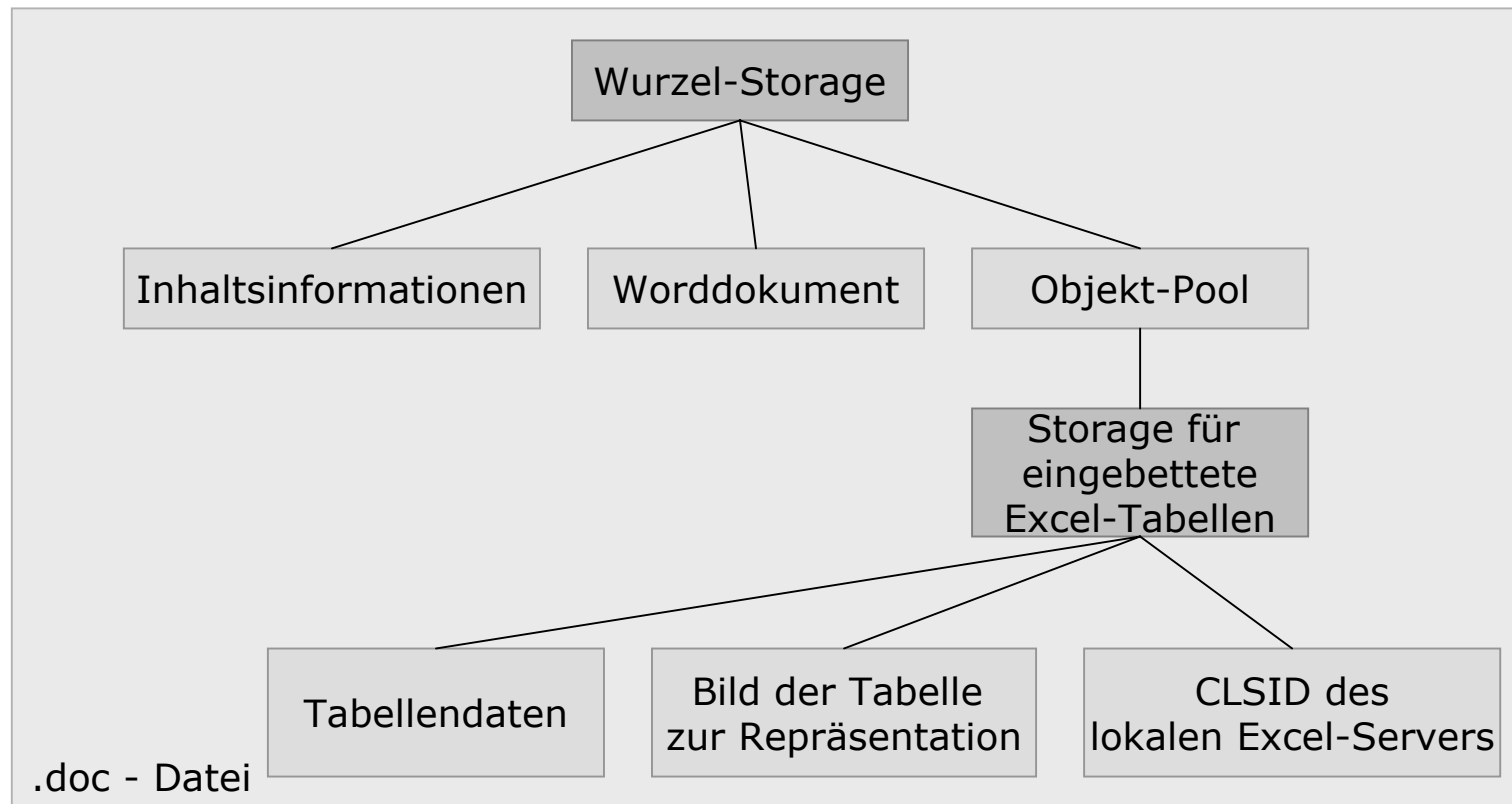 Wurzel-Storage
Inhaltsinformationen
Worddokument
Objekt-Pool
Storage für
eingebettete
Excel-Tabellen
Tabellendaten
Bild der Tabelle
zur Repräsentation
CLSID des
lokalen Excel-Servers
.doc - Datei